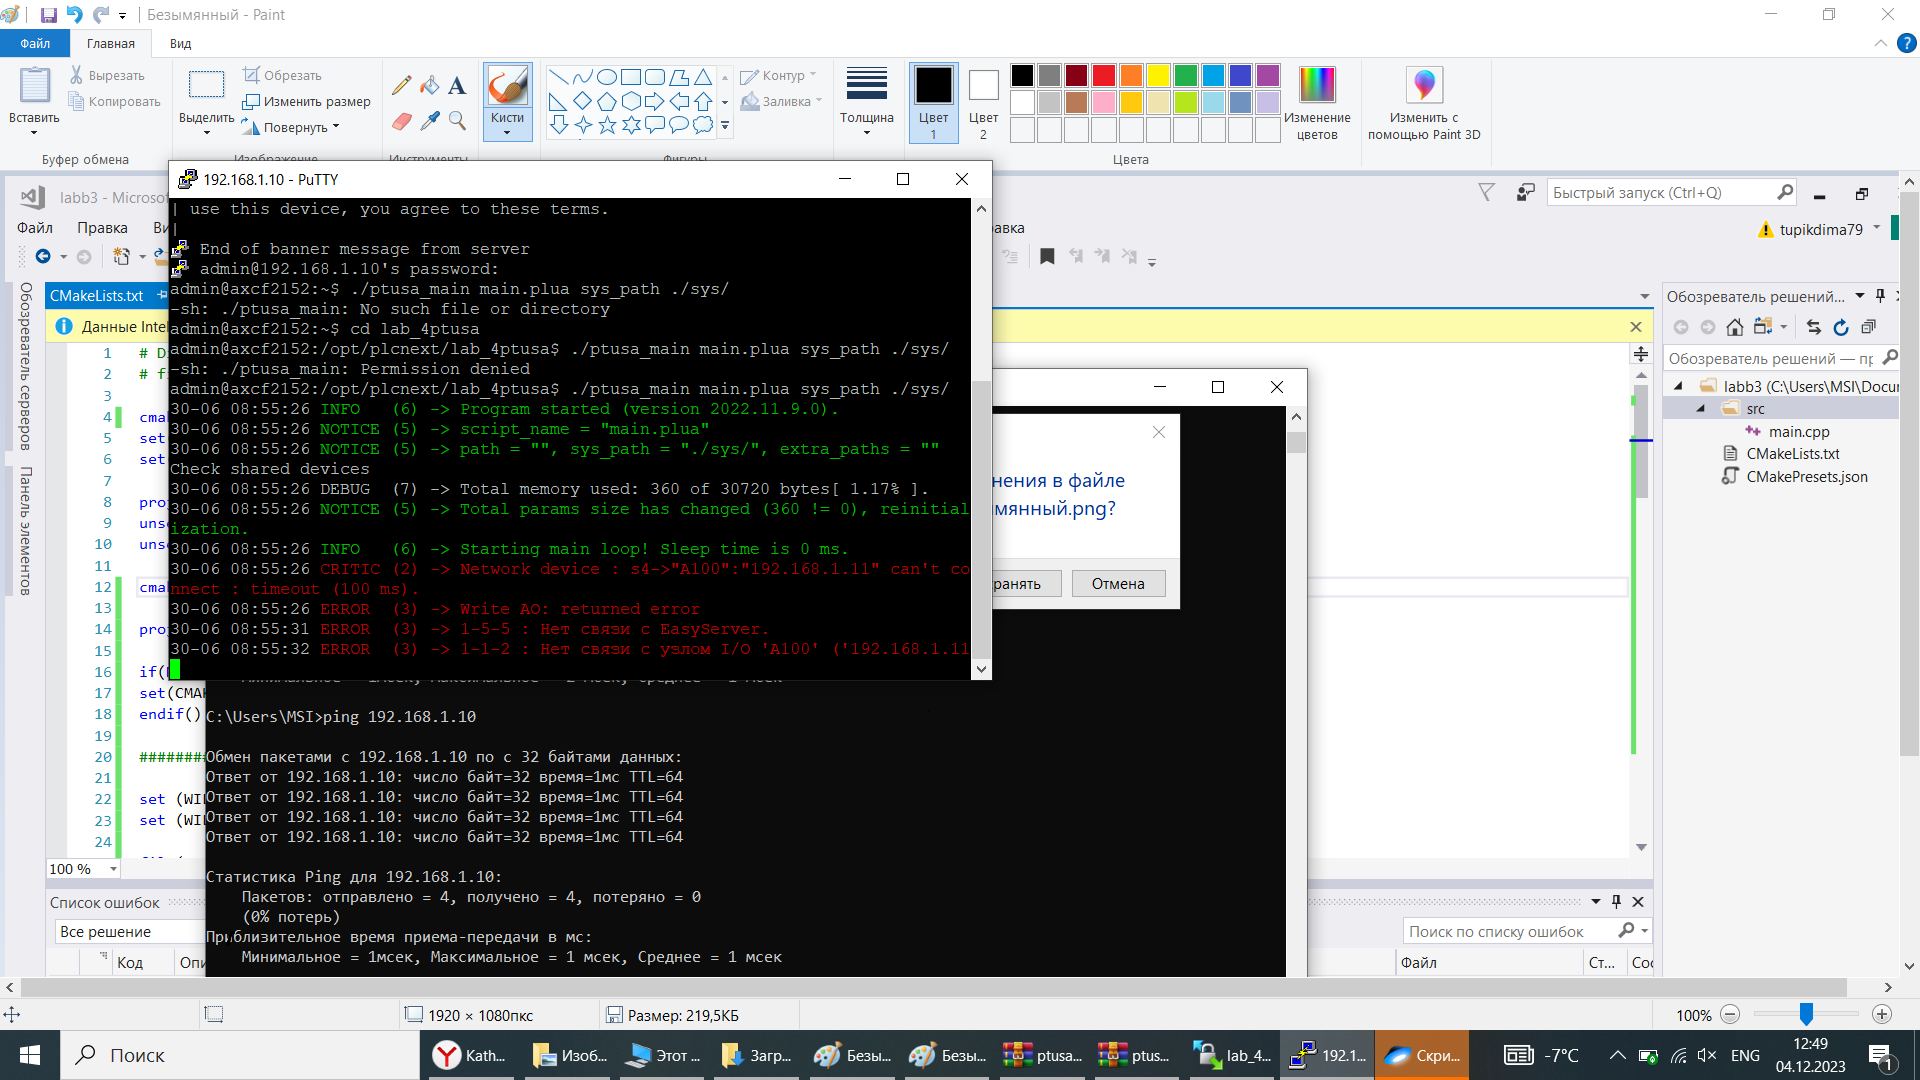 Безымянный - Paint
Файл
Главная
Вид
Вставить
Вырезать
Копировать
Буфер обмена
Выделить
Обрезать
Изменить размер
Повернуть
Изображение
Инструменты
Кисти
Контур
Заливка
Фигуры
Толщина
Цвет 1
Цвет 2
Изменение цветов
Изменить с помощью Paint 3D
Цвета
labb3 - Microso
Быстрый запуск (Ctrl+Q)
Файл
Правка
Ви
авка
tupikdima79
Обозреватель серверов
Панель элементов
CMakeLists.txt
Данные Inte
1 # D
2 # f
3
4 cma
5 set
6 set
7
8 pro
9 uns
10 uns
11
12 cma
13
14 pro
15
16 if(
17 set(CMAK
18 endif()
19
20 ########
21
22 set (WI
23 set (WI
24
100 %
Список ошибок
Все решение
Код
Опи
192.168.1.10 - PuTTY
| use this device, you agree to these terms.
|
End of banner message from server
admin@192.168.1.10's password:
admin@axcf2152:~$ ./ptusa_main main.plua sys_path ./sys/
-sh: ./ptusa_main: No such file or directory
admin@axcf2152:~$ cd lab_4ptusa
admin@axcf2152:/opt/plcnext/lab_4ptusa$ ./ptusa_main main.plua sys_path ./sys/
-sh: ./ptusa_main: Permission denied
admin@axcf2152:/opt/plcnext/lab_4ptusa$ ./ptusa_main main.plua sys_path ./sys/
30-06 08:55:26 INFO (6) -> Program started (version 2022.11.9.0).
30-06 08:55:26 NOTICE (5) -> script_name = "main.plua"
30-06 08:55:26 NOTICE (5) -> path = "", sys_path = "./sys/", extra_paths = ""
Check shared devices
30-06 08:55:26 DEBUG (7) -> Total memory used: 360 of 30720 bytes[ 1.17% ].
30-06 08:55:26 NOTICE (5) -> Total params size has changed (360 != 0), reinitial
ization.
30-06 08:55:26 INFO (6) -> Starting main loop! Sleep time is 0 ms.
30-06 08:55:26 CRITIC (2) -> Network device : s4->"A100":"192.168.1.11" can't co
nnect : timeout (100 ms).
30-06 08:55:26 ERROR (3) -> Write AO: returned error
30-06 08:55:31 ERROR (3) -> 1-5-5 : Нет связи с EasyServer.
30-06 08:55:32 ERROR (3) -> 1-1-2 : Нет связи с узлом I/O 'A100' ('192.168.1.11
нения в файле
мянный.png?
ранять
Отмена
C:\Users\MSI>ping 192.168.1.10
Обмен пакетами с 192.168.1.10 по с 32 байтами данных:
Ответ от 192.168.1.10: число байт=32 время=1мс TTL=64
Ответ от 192.168.1.10: число байт=32 время=1мс TTL=64
Ответ от 192.168.1.10: число байт=32 время=1мс TTL=64
Ответ от 192.168.1.10: число байт=32 время=1мс TTL=64
Статистика Ping для 192.168.1.10:
Пакетов: отправлено = 4, получено = 4, потеряно = 0
(0% потерь)
Приблизительное время приема-передачи в мс:
Минимальное = 1мсек, Максимальное = 1 мсек, Среднее = 1 мсек
Обозреватель решений...
Обозреватель решений — пр
labb3 (C:\Users\MSI\Docu
src
main.cpp
CMakeLists.txt
CMakePresets.json
Поиск по списку ошибок
Файл
Ст...
Сос
1920 × 1080пкс
Размер: 219,5КБ
100%
Поиск
Kath...
Изоб...
Этот ...
Загр...
Безы...
Безы...
ptusa...
ptus...
lab_4...
192.1...
Скри...
-7°C
ENG
12:49
04.12.2023
1